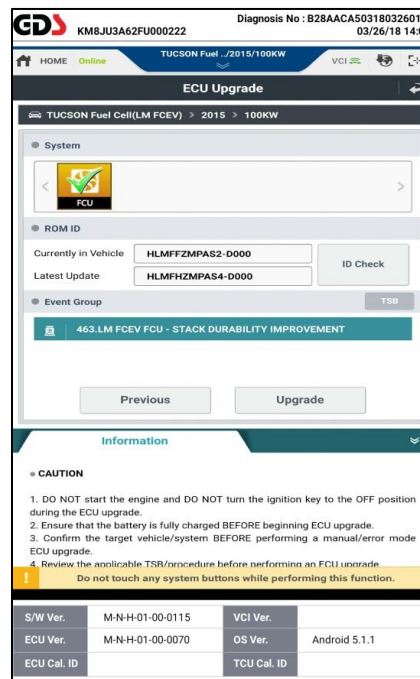 GDS KM8JU3A62FU000222 Diagnosis No : B28AACA50318032601
03/26/18 14:0
HOME Online TUCSON Fuel ../2015/100KW VCI
ECU Upgrade
TUCSON Fuel Cell(LM FCEV) > 2015 > 100KW
System
< >
FCU
ROM ID
Currently in Vehicle HLMFFZMPAS2-D000
ID Check
Latest Update HLMFHZMPAS4-D000
Event Group TSB
463.LM FCEV FCU - STACK DURABILITY IMPROVEMENT
Previous Upgrade
Information
CAUTION
1. DO NOT start the engine and DO NOT turn the ignition key to the OFF position
during the ECU upgrade.
2. Ensure that the battery is fully charged BEFORE beginning ECU upgrade.
3. Confirm the target vehicle/system BEFORE performing a manual/error mode
ECU upgrade.
4. Review the applicable TSB/procedure before performing an ECU upgrade.
! Do not touch any system buttons while performing this function.
S/W Ver. M-N-H-01-00-0115 VCI Ver.
ECU Ver. M-N-H-01-00-0070 OS Ver. Android 5.1.1
ECU Cal. ID TCU Cal. ID